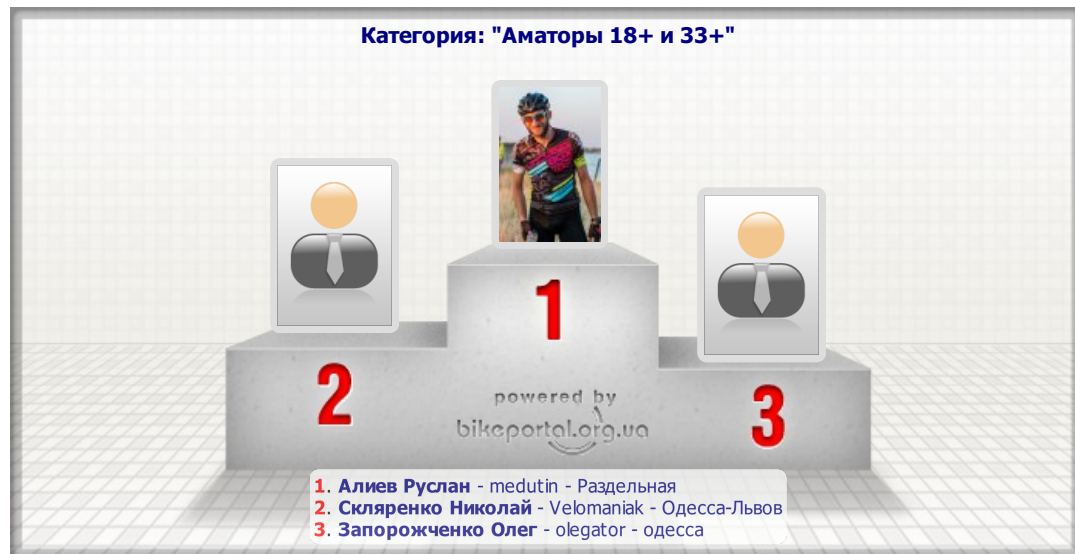 Категория: "Аматоры 18+ и 33+"
1
2
3
powered by
bikeportal.org.ua
1. Алиев Руслан - medutin - Раздельная
2. Скляренко Николай - Velomaniak - Одесса-Львов
3. Запорожченко Олег - olegator - одесса